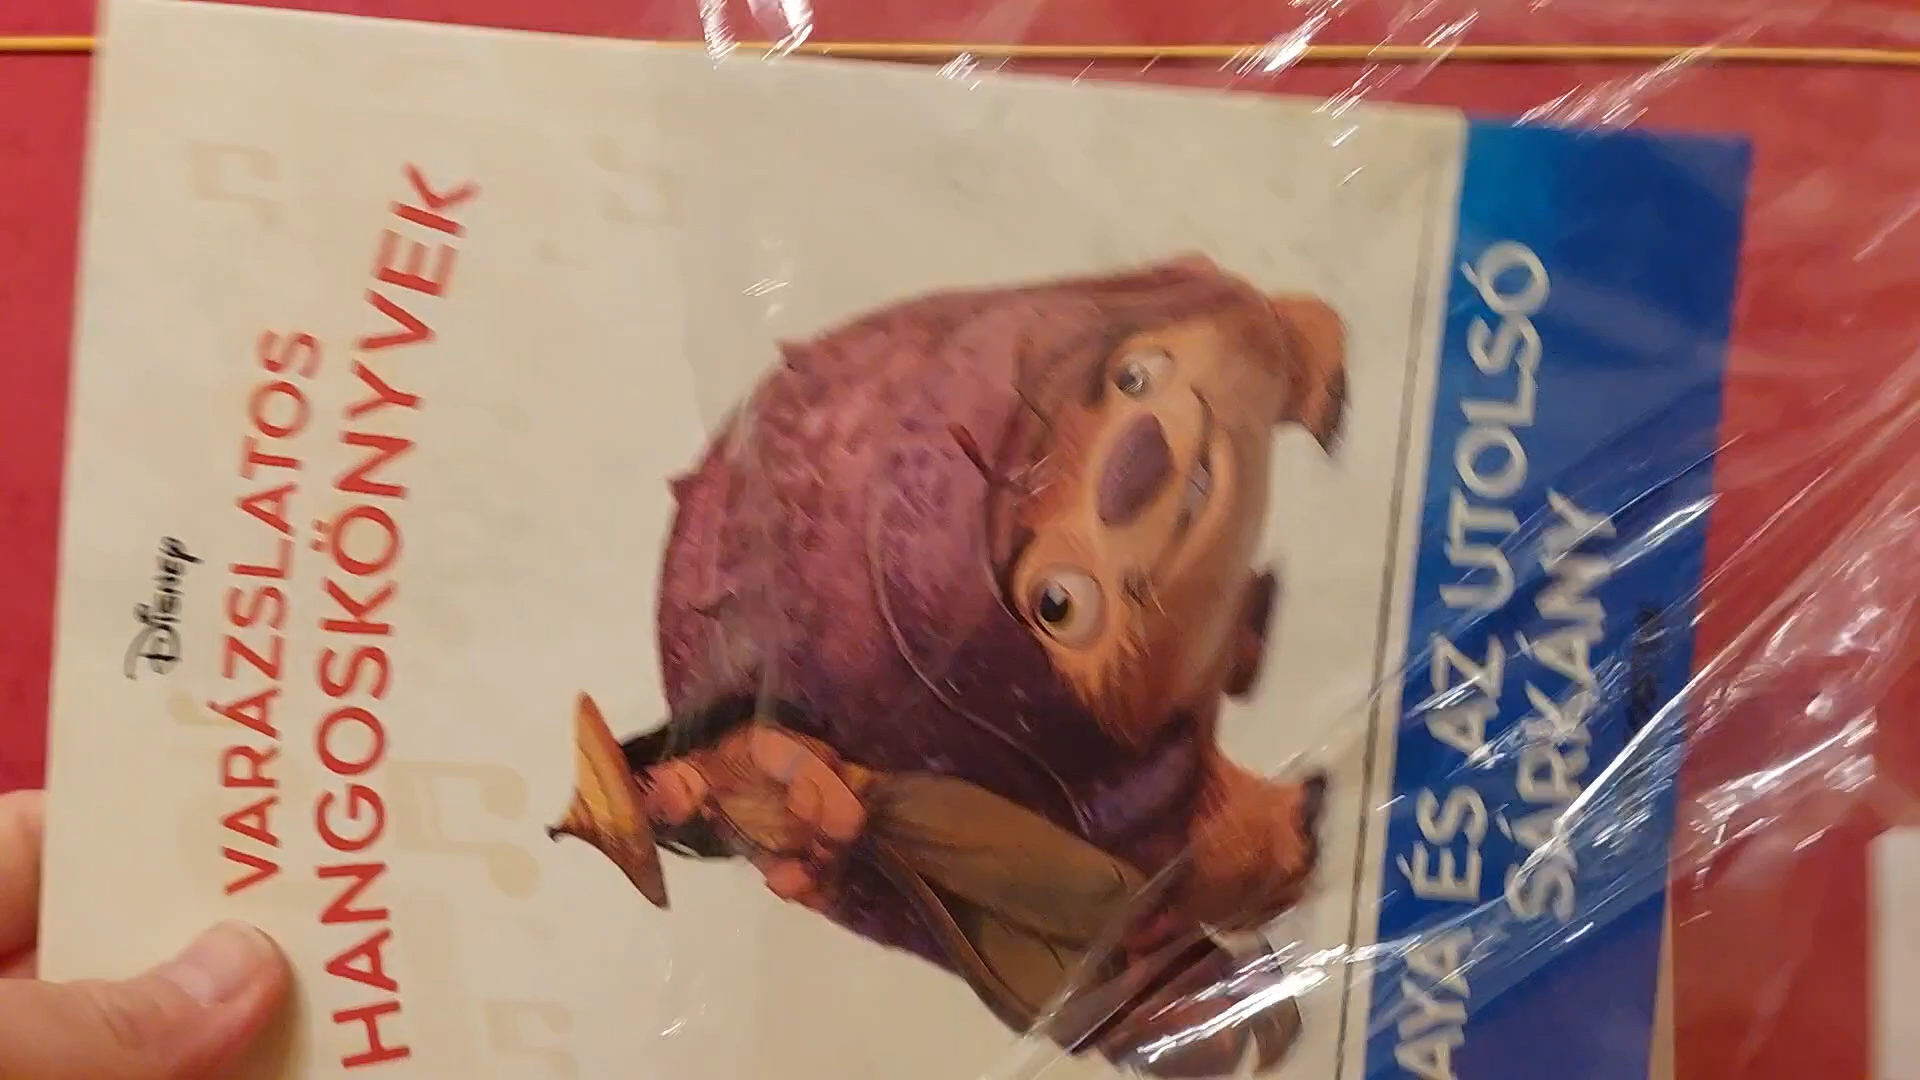 Disney
VARÁZSLATOS
HANGOSKÖNYVEK
AYA ÉS AZ UTOLSÓ
SÁRKÁNY